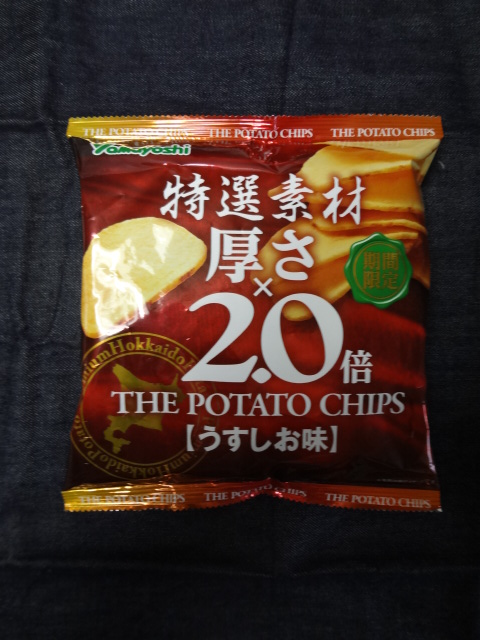 THE POTATO CHIPS THE POTATO CHIPS THE POTATO CHIPS
Yamayoshi
特選素材
厚さ
期間
限定
×
2.0倍
THE POTATO CHIPS
【うすしお味】
Hokkaido
THE POTATO CHIPS THE POTATO CHIPS THE POTATO CHIPS